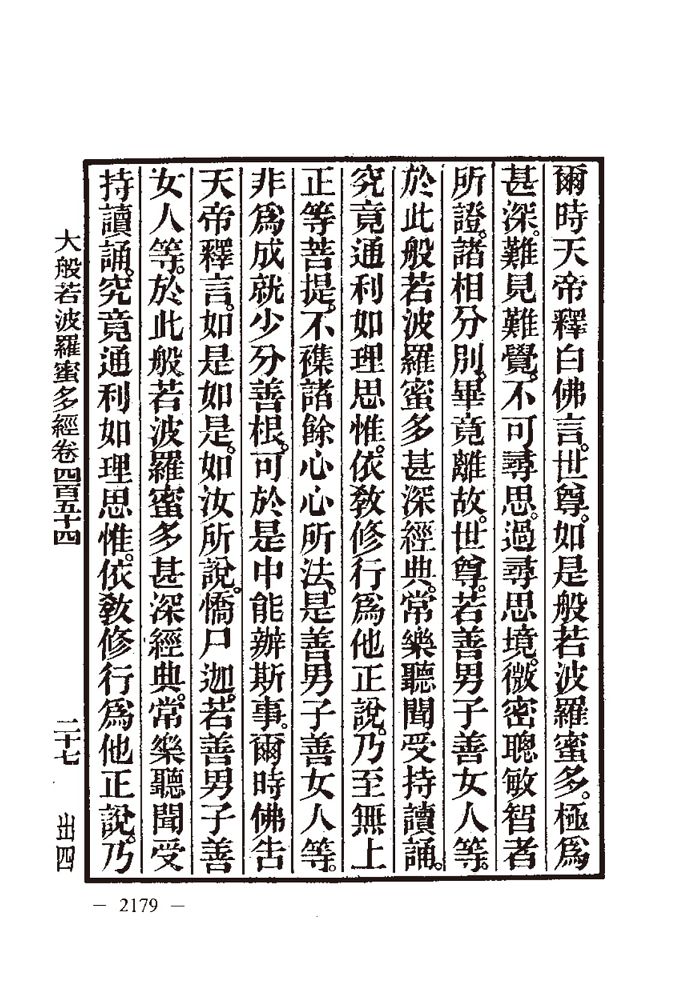 爾時天帝釋白佛言。世尊。如是般若波羅蜜多。極爲
甚深。難見難覺。不可尋思。過尋思境。微密聰敏智者
所證。諸相分別。畢竟離故。世尊。若善男子善女人等。
於此般若波羅蜜多甚深經典。常樂聽聞受持讀誦。
究竟通利如理思惟。依教修行爲他正說。乃至無上
正等菩提。不襍諸餘心心所法。是善男子善女人等。
非爲成就少分善根。可於是中能辦斯事。爾時佛吿
天帝釋言。如是如是。如汝所說。憍尸迦。若善男子善
女人等。於此般若波羅蜜多甚深經典。常樂聽聞受
持讀誦。究竟通利如理思惟。依教修行爲他正說。乃
大般若波羅蜜多經卷四百五十四 二十七 出四
— 2179 —